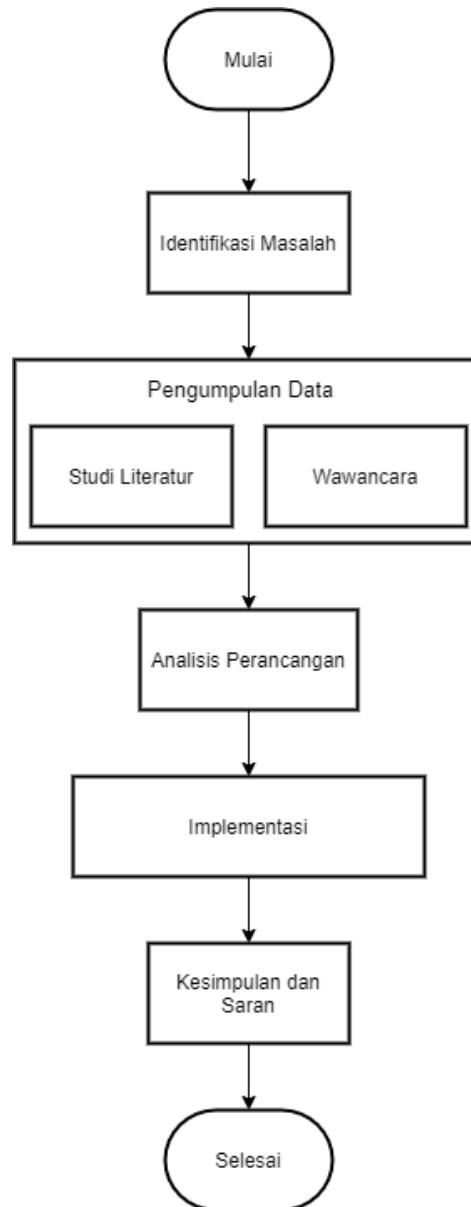 Mulai
Identifikasi Masalah
Pengumpulan Data
Studi Literatur
Wawancara
Analisis Perancangan
Implementasi
Kesimpulan dan
Saran
Selesai